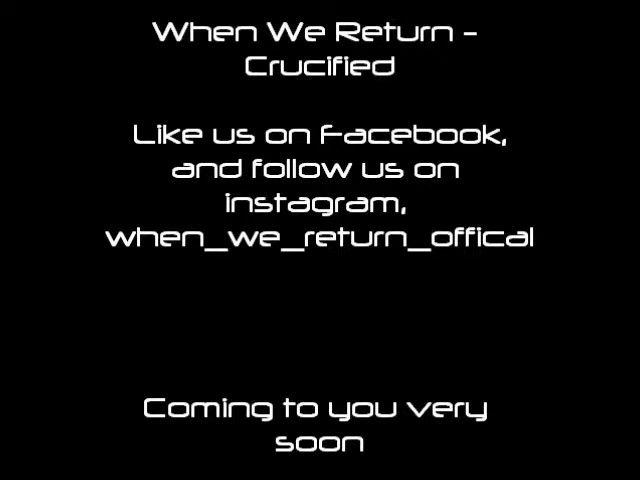 When We Return -
Crucified
Like us on Facebook,
and follow us on
instagram,
when_we_return_offical
Coming to you very
soon